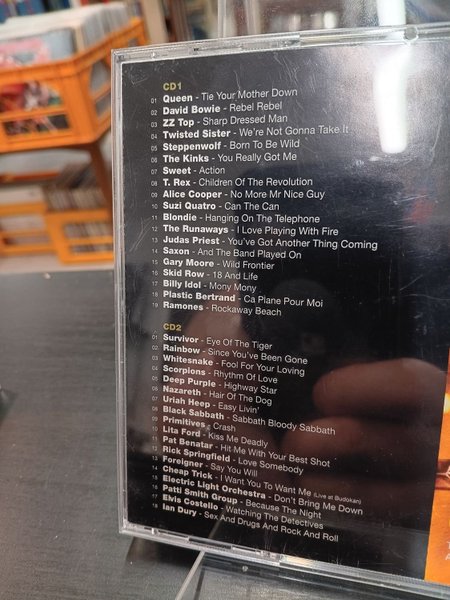 CD1
01 Queen - Tie Your Mother Down
02 David Bowie - Rebel Rebel
03 ZZ Top - Sharp Dressed Man
04 Twisted Sister - We're Not Gonna Take It
05 Steppenwolf - Born To Be Wild
06 The Kinks - You Really Got Me
07 Sweet - Action
08 T. Rex - Children Of The Revolution
09 Alice Cooper - No More Mr Nice Guy
10 Suzi Quatro - Can The Can
11 Blondie - Hanging On The Telephone
12 The Runaways - I Love Playing With Fire
13 Judas Priest - You've Got Another Thing Coming
14 Saxon - And The Band Played On
15 Gary Moore - Wild Frontier
16 Skid Row - 18 And Life
17 Billy Idol - Mony Mony
18 Plastic Bertrand - Ca Plane Pour Moi
19 Ramones - Rockaway Beach
CD2
01 Survivor - Eye Of The Tiger
02 Rainbow - Since You've Been Gone
03 Whitesnake - Fool For Your Loving
04 Scorpions - Rhythm Of Love
05 Deep Purple - Highway Star
06 Nazareth - Hair Of The Dog
07 Uriah Heep - Easy Livin'
08 Black Sabbath - Sabbath Bloody Sabbath
09 Primitives - Crash
10 Lita Ford - Kiss Me Deadly
11 Pat Benatar - Hit Me With Your Best Shot
12 Rick Springfield - Love Somebody
13 Foreigner - Say You Will
14 Cheap Trick - I Want You To Want Me (Live at Budokan)
15 Electric Light Orchestra - Don't Bring Me Down
16 Patti Smith Group - Because The Night
17 Elvis Costello - Watching The Detectives
18 Ian Dury - Sex And Drugs And Rock And Roll